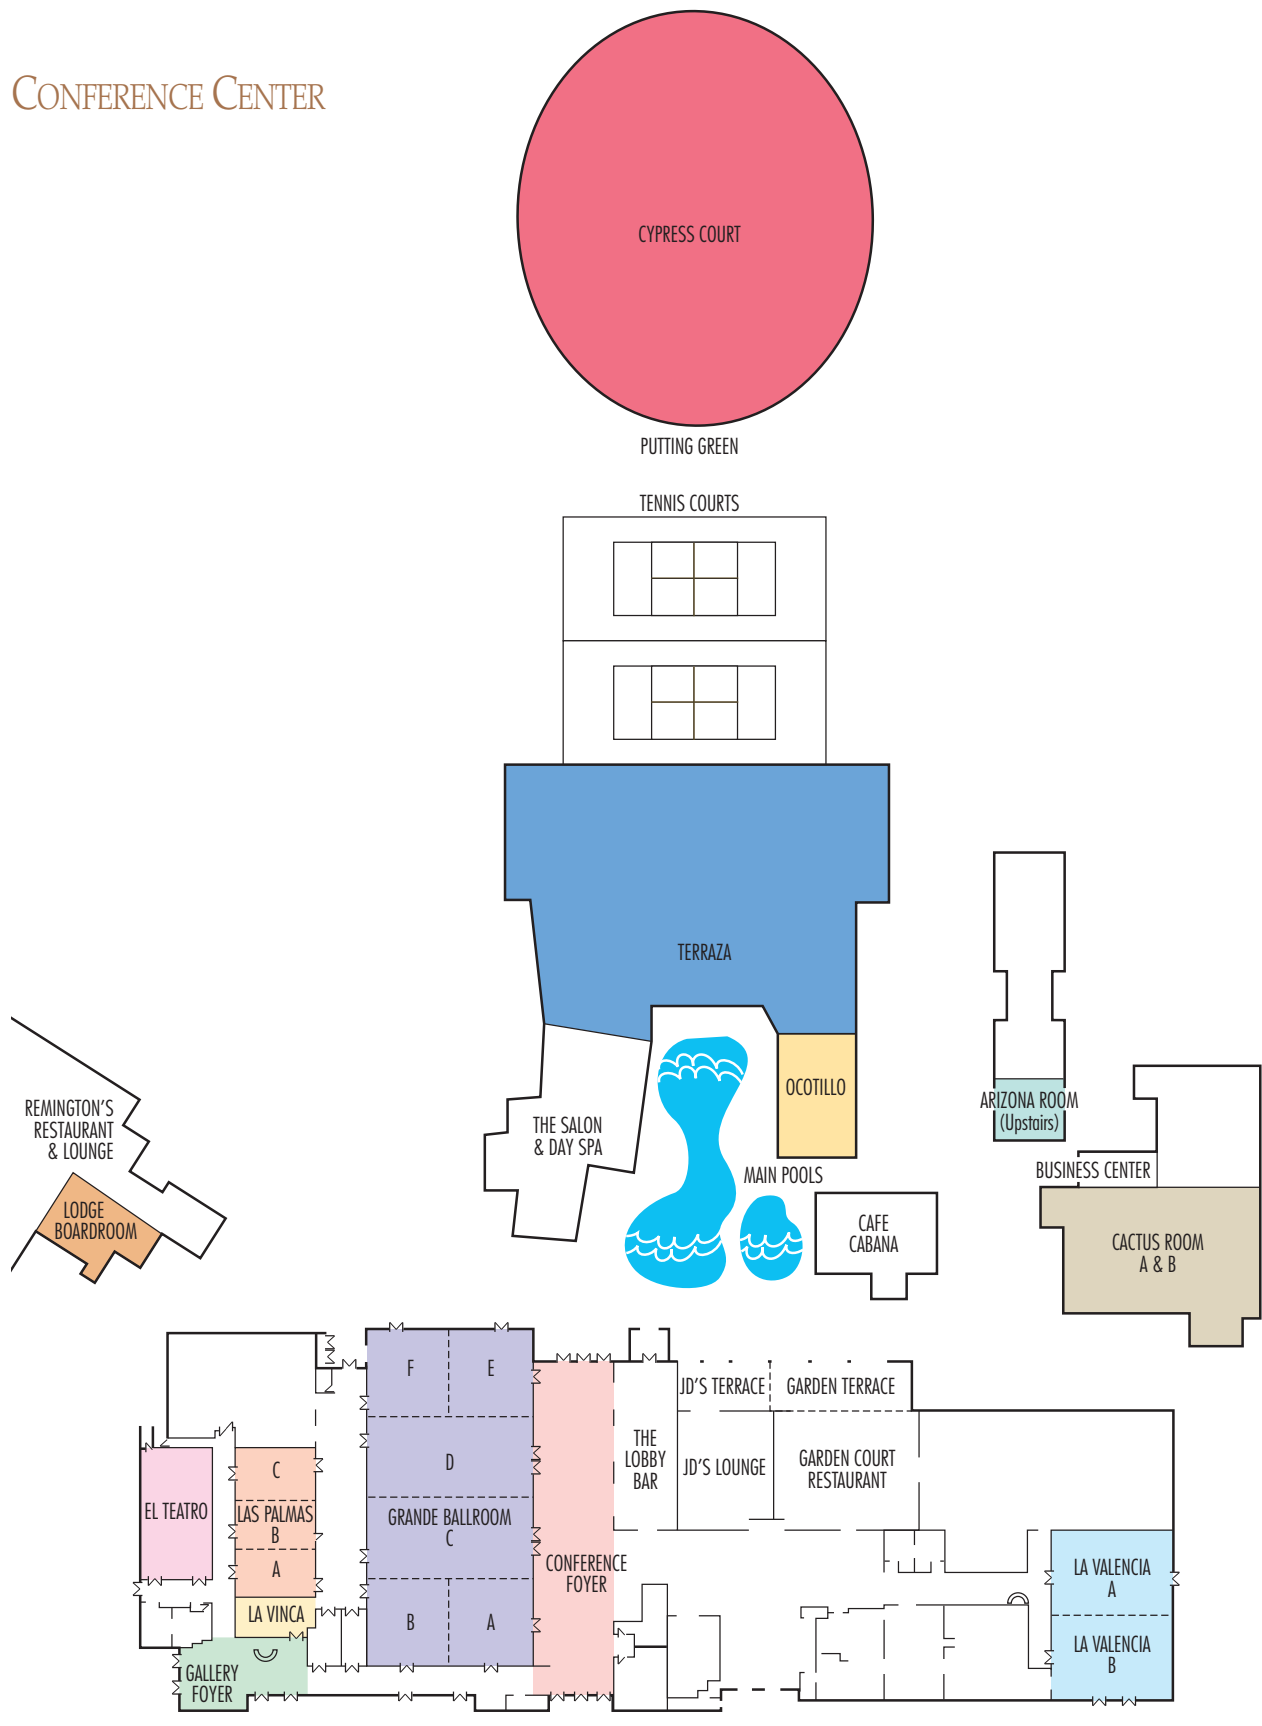 CONFERENCE CENTER
CYPRESS COURT
PUTTING GREEN
TENNIS COURTS
TERRAZA
OCOTILLO
ARIZONA ROOM
(Upstairs)
REMINGTON'S
RESTAURANT
& LOUNGE
THE SALON
& DAY SPA
MAIN POOLS
BUSINESS CENTER
LODGE
BOARDROOM
CAFE
CABANA
CACTUS ROOM
A & B
F
E
JD'S TERRACE
GARDEN TERRACE
C
D
THE
LOBBY
BAR
JD'S LOUNGE
GARDEN COURT
RESTAURANT
EL TEATRO
LAS PALMAS
B
GRANDE BALLROOM
C
A
CONFERENCE
FOYER
LA VALENCIA
A
LA VINCA
B
A
LA VALENCIA
B
GALLERY
FOYER